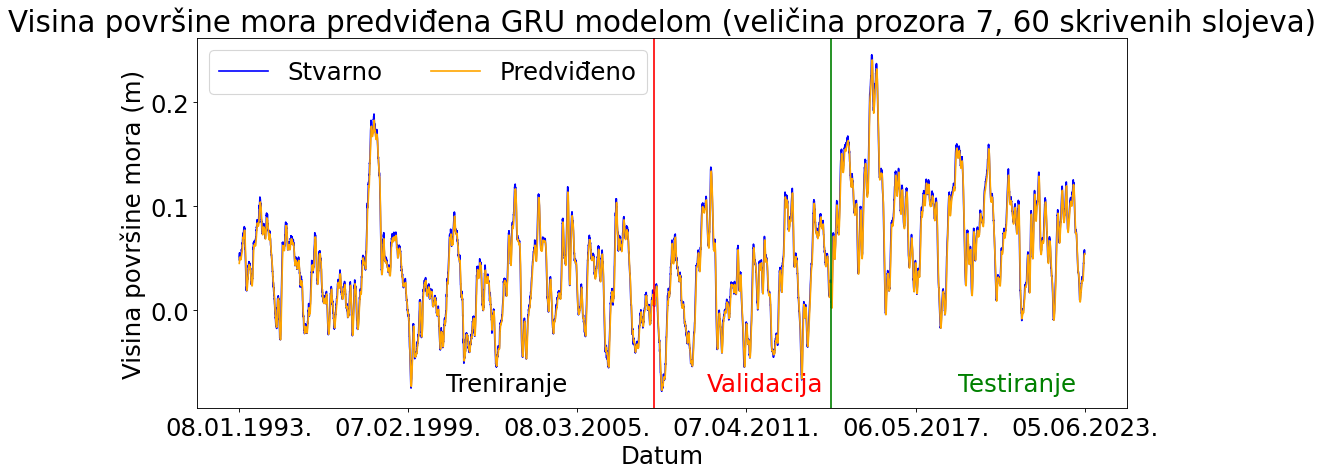 Visina površine mora predviđena GRU modelom (veličina prozora 7, 60 skrivenih slojeva)
Stvarno
Predviđeno
Visina površine mora (m)
0.2
0.1
0.0
Treniranje
Validacija
Testiranje
08.01.1993.
07.02.1999.
08.03.2005.
07.04.2011.
06.05.2017.
05.06.2023.
Datum